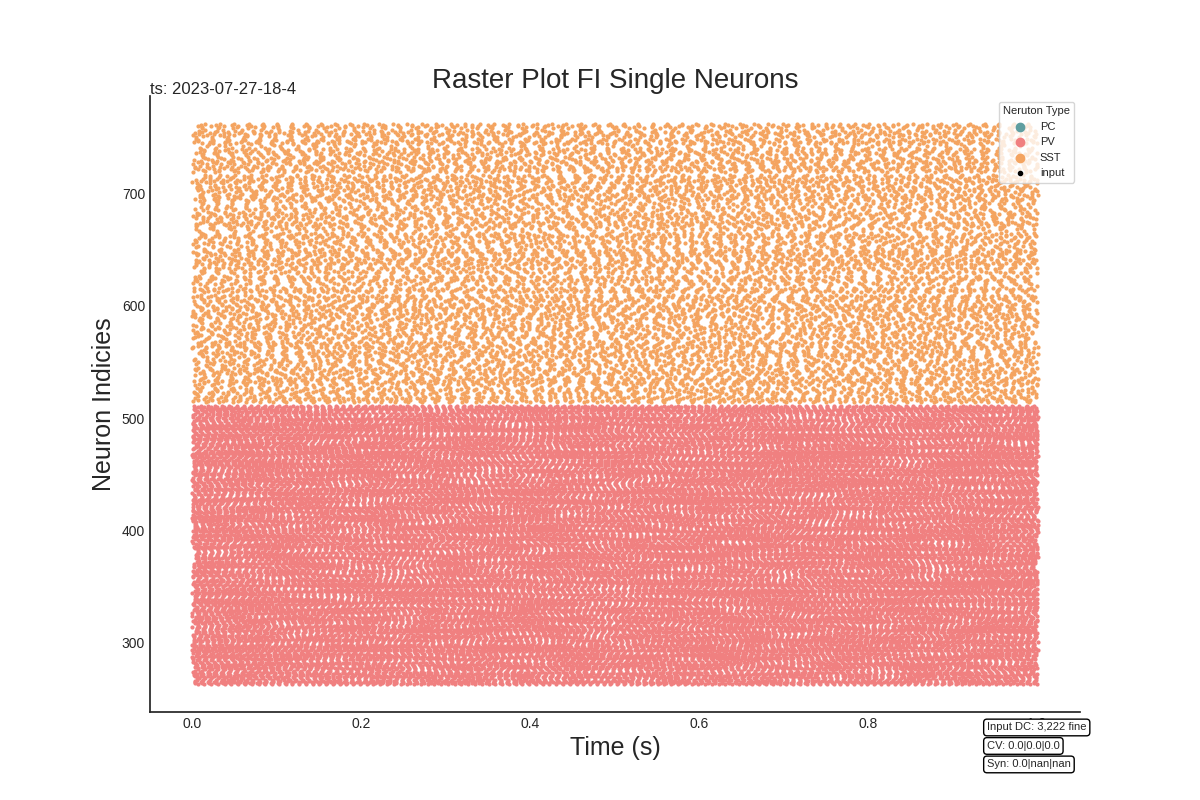 Raster Plot FI Single Neurons
ts: 2023-07-27-18-4
Neruton Type
PC
PV
SST
input
700
600
500
400
300
Neuron Indicies
0.0
0.2
0.4
0.6
0.8
Time (s)
Input DC: 3,222 fine
CV: 0.0|0.0|0.0
Syn: 0.0|nan|nan